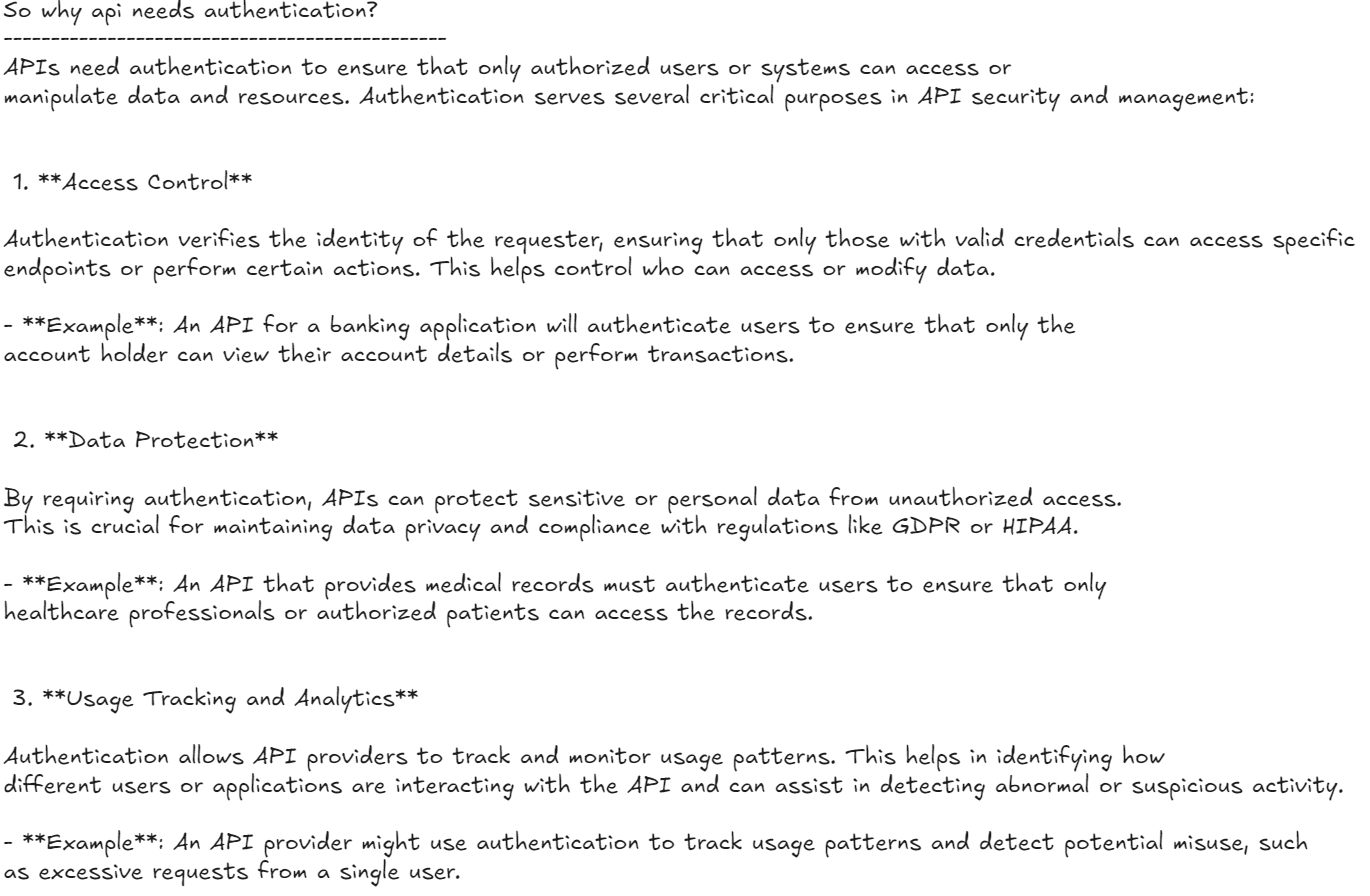 So why api needs authentication?
-----------------------------------------------
APIs need authentication to ensure that only authorized users or systems can access or
manipulate data and resources. Authentication serves several critical purposes in API security and management:
1. **Access Control**
Authentication verifies the identity of the requester, ensuring that only those with valid credentials can access specific
endpoints or perform certain actions. This helps control who can access or modify data.
- **Example**: An API for a banking application will authenticate users to ensure that only the
account holder can view their account details or perform transactions.
2. **Data Protection**
By requiring authentication, APIs can protect sensitive or personal data from unauthorized access.
This is crucial for maintaining data privacy and compliance with regulations like GDPR or HIPAA.
- **Example**: An API that provides medical records must authenticate users to ensure that only
healthcare professionals or authorized patients can access the records.
3. **Usage Tracking and Analytics**
Authentication allows API providers to track and monitor usage patterns. This helps in identifying how
different users or applications are interacting with the API and can assist in detecting abnormal or suspicious activity.
- **Example**: An API provider might use authentication to track usage patterns and detect potential misuse, such
as excessive requests from a single user.